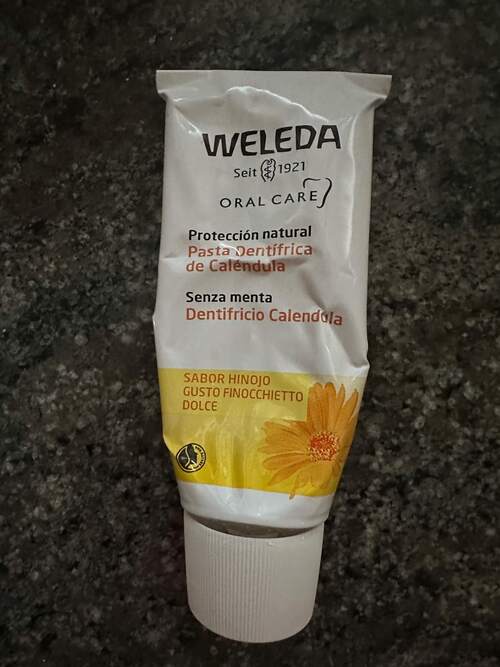 WELEDA
Seit 1921
ORAL CARE
Protección natural
Pasta Dentífrica
de Caléndula
Senza menta
Dentifricio Calendula
SABOR HINOJO
GUSTO FINOCCHIETTO
DOLCE